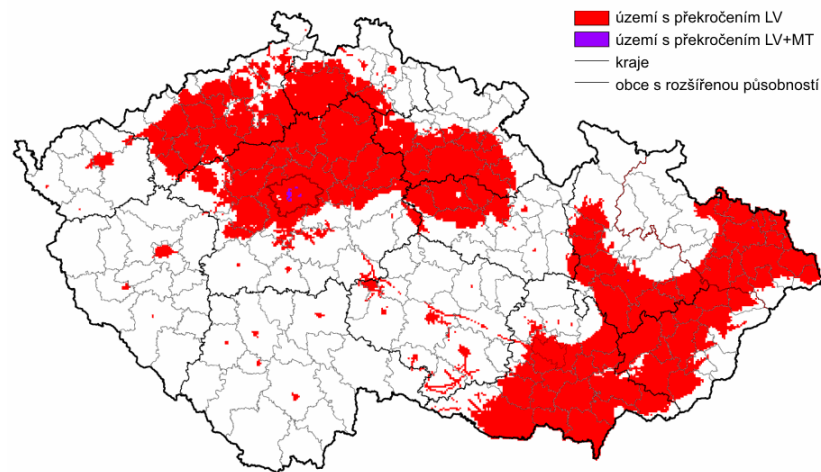 území s překročením LV
území s překročením LV+MT
kraje
obce s rozšířenou působností